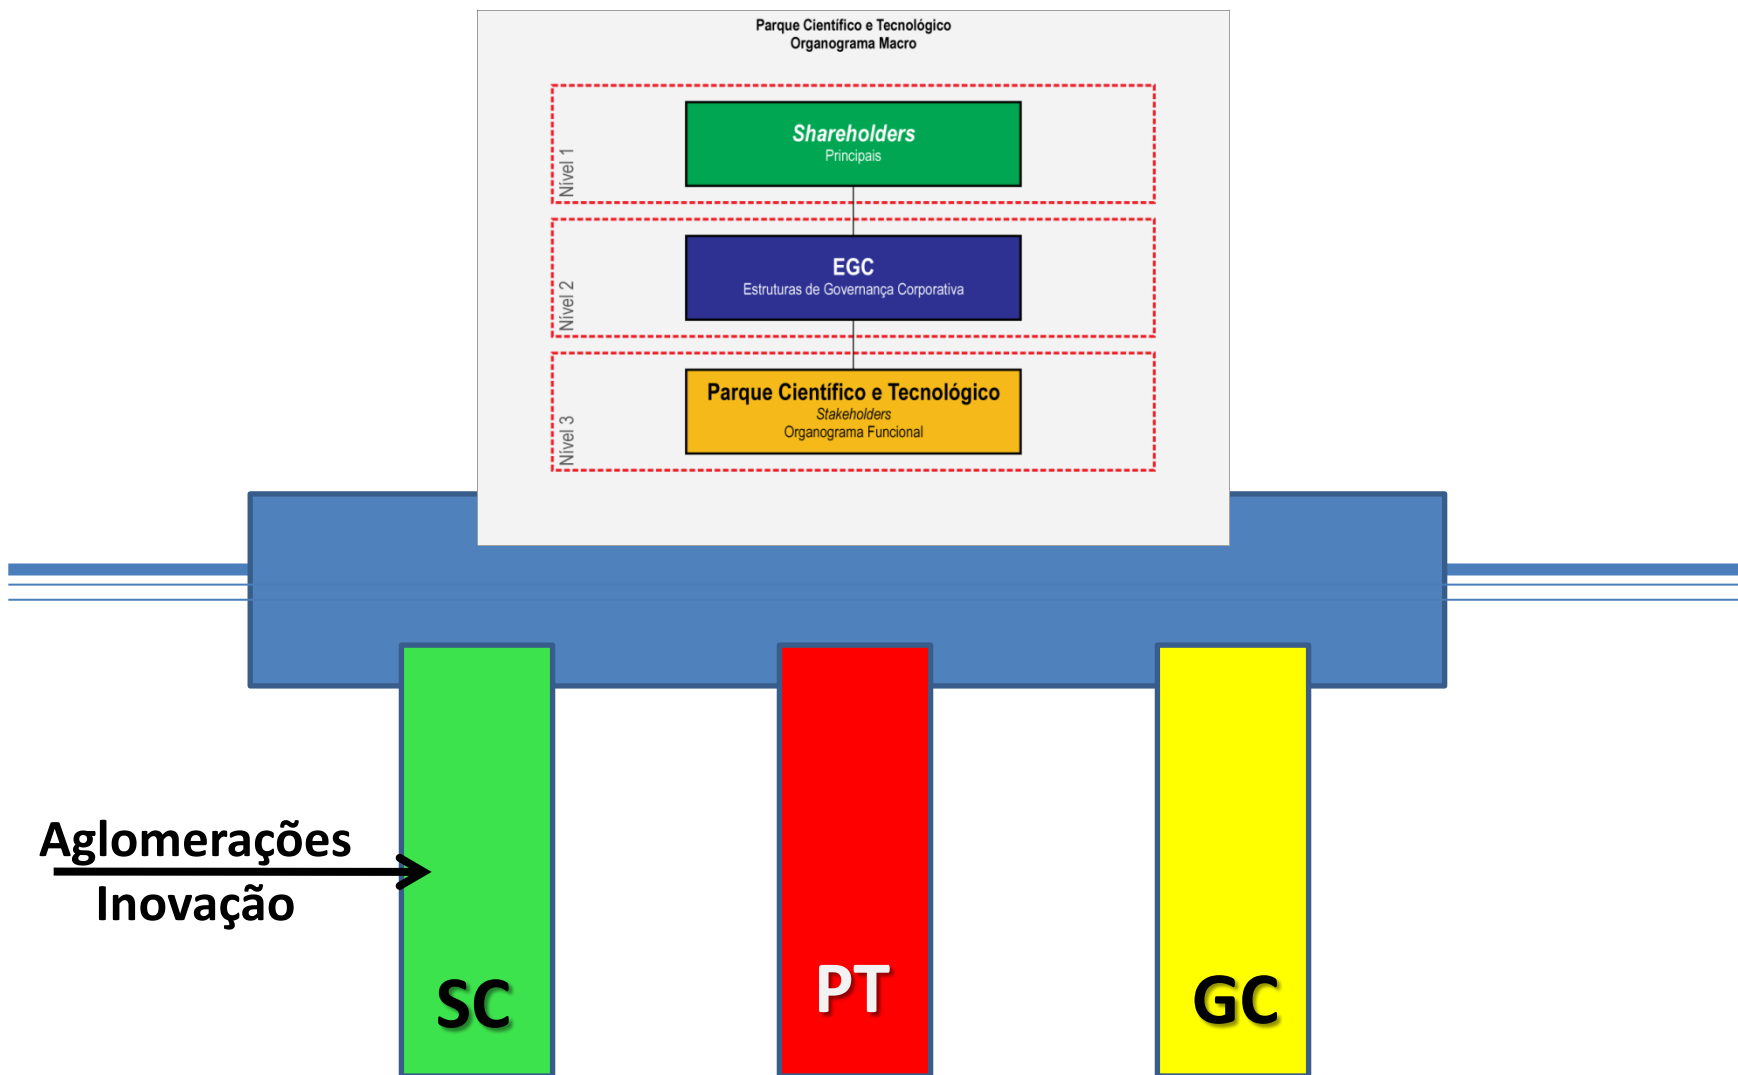 Parque Científico e Tecnológico
Organograma Macro
Nível 1
Shareholders
Principais
Nível 2
EGC
Estruturas de Governança Corporativa
Nível 3
Parque Científico e Tecnológico
Stakeholders
Organograma Funcional
Aglomerações
Inovação
SC
PT
GC